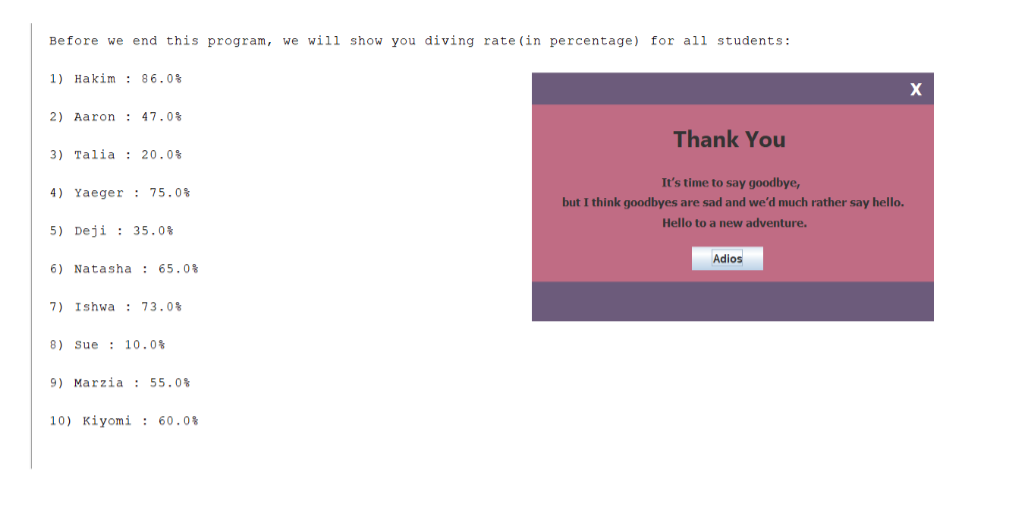 Before we end this program, we will show you diving rate(in percentage) for all students:
1) Hakim : 86.0%
2) Aaron : 47.0%
3) Talia : 20.0%
4) Yaeger : 75.0%
5) Deji : 35.0%
6) Natasha : 65.0%
7) Ishwa : 73.0%
8) Sue : 10.0%
9) Marzia : 55.0%
10) Kiyomi : 60.0%
X
Thank You
It's time to say goodbye,
but I think goodbyes are sad and we'd much rather say hello.
Hello to a new adventure.
Adios